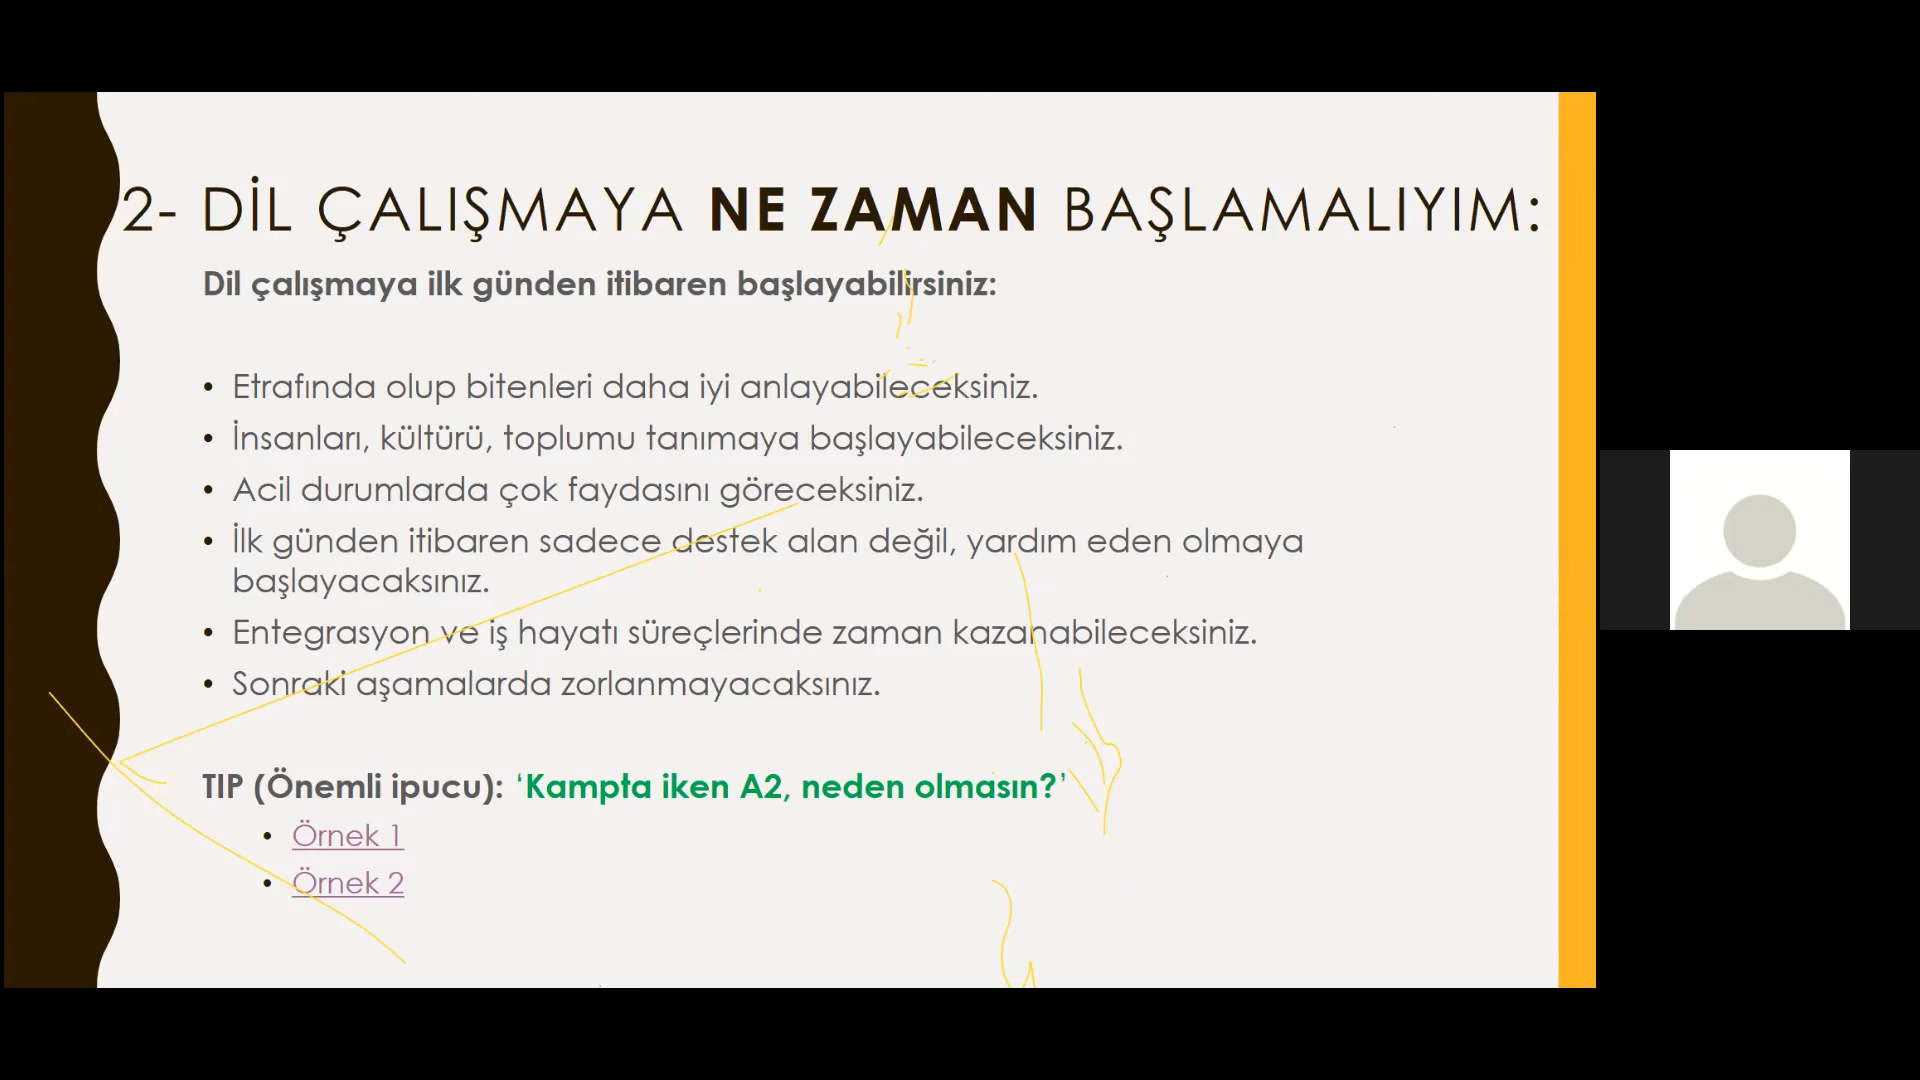 2- DİL ÇALIŞMAYA NE ZAMAN BAŞLAMALIYIM:
Dil çalışmaya ilk günden itibaren başlayabilirsiniz:
• Etrafında olup bitenleri daha iyi anlayabileceksiniz.
• İnsanları, kültürü, toplumu tanımaya başlayabileceksiniz.
• Acil durumlarda çok faydasını göreceksiniz.
• İlk günden itibaren sadece destek alan değil, yardım eden olmaya
başlayacaksınız.
• Entegrasyon ve iş hayatı süreçlerinde zaman kazanabileceksiniz.
• Sonraki aşamalarda zorlanmayacaksınız.
TIP (Önemli ipucu): ‘Kampta iken A2, neden olmasın?’
• Örnek 1
• Örnek 2